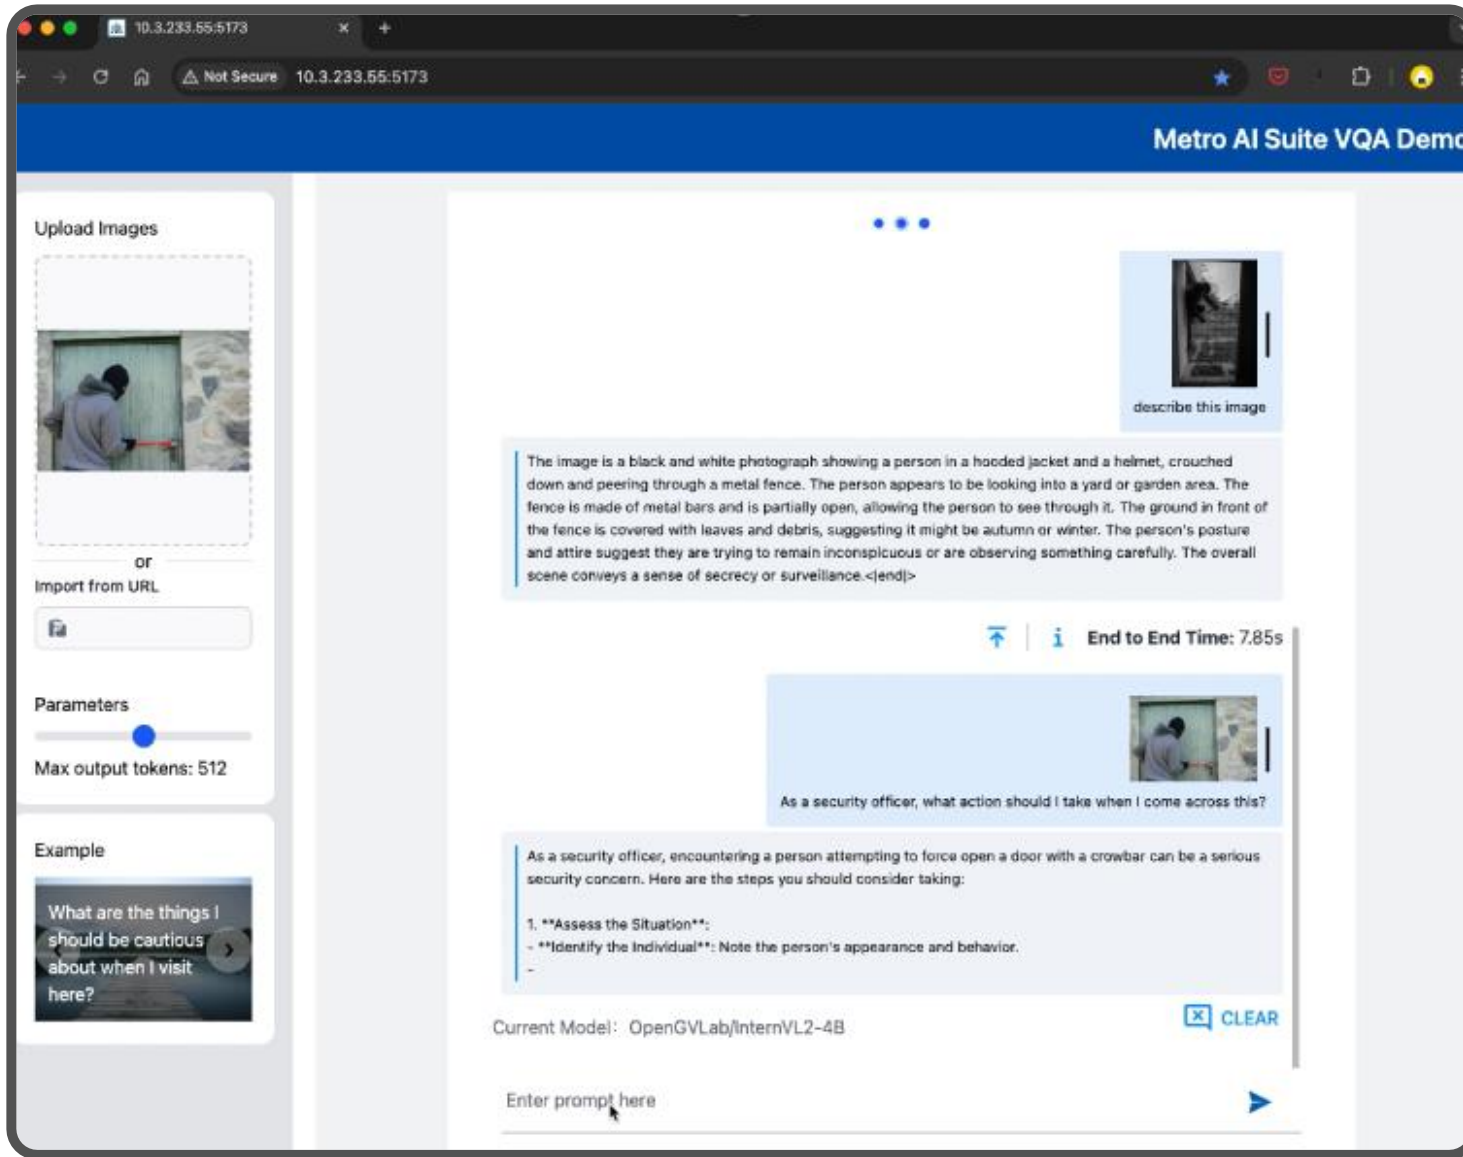 10.3.233.55:5173
Not Secure 10.3.233.55:5173
Metro AI Suite VQA Demo
Upload Images
or
Import from URL
Parameters
Max output tokens: 512
Example
What are the things I
should be cautious
about when I visit
here?
describe this image
The image is a black and white photograph showing a person in a hooded jacket and a helmet, crouched
down and peering through a metal fence. The person appears to be looking into a yard or garden area. The
fence is made of metal bars and is partially open, allowing the person to see through it. The ground in front of
the fence is covered with leaves and debris, suggesting it might be autumn or winter. The person's posture
and attire suggest they are trying to remain inconspicuous or are observing something carefully. The overall
scene conveys a sense of secrecy or surveillance.<|end|>
i End to End Time: 7.85s
As a security officer, what action should I take when I come across this?
As a security officer, encountering a person attempting to force open a door with a crowbar can be a serious
security concern. Here are the steps you should consider taking:
1. **Assess the Situation**:
- **Identify the Individual**: Note the person's appearance and behavior.
-
Current Model: OpenGVLab/InternVL2-4B
CLEAR
Enter prompt here